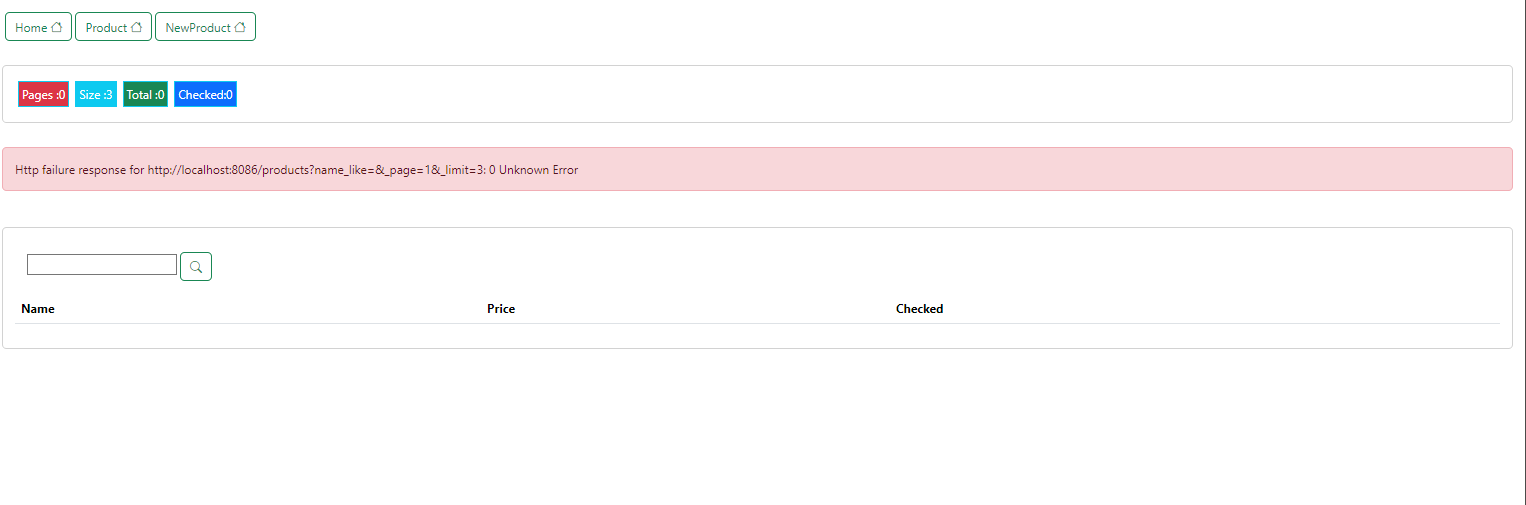 Home Product NewProduct
Pages :0 Size :3 Total :0 Checked:0
Http failure response for http://localhost:8086/products?name_like=&_page=1&_limit=3: 0 Unknown Error
Name Price Checked